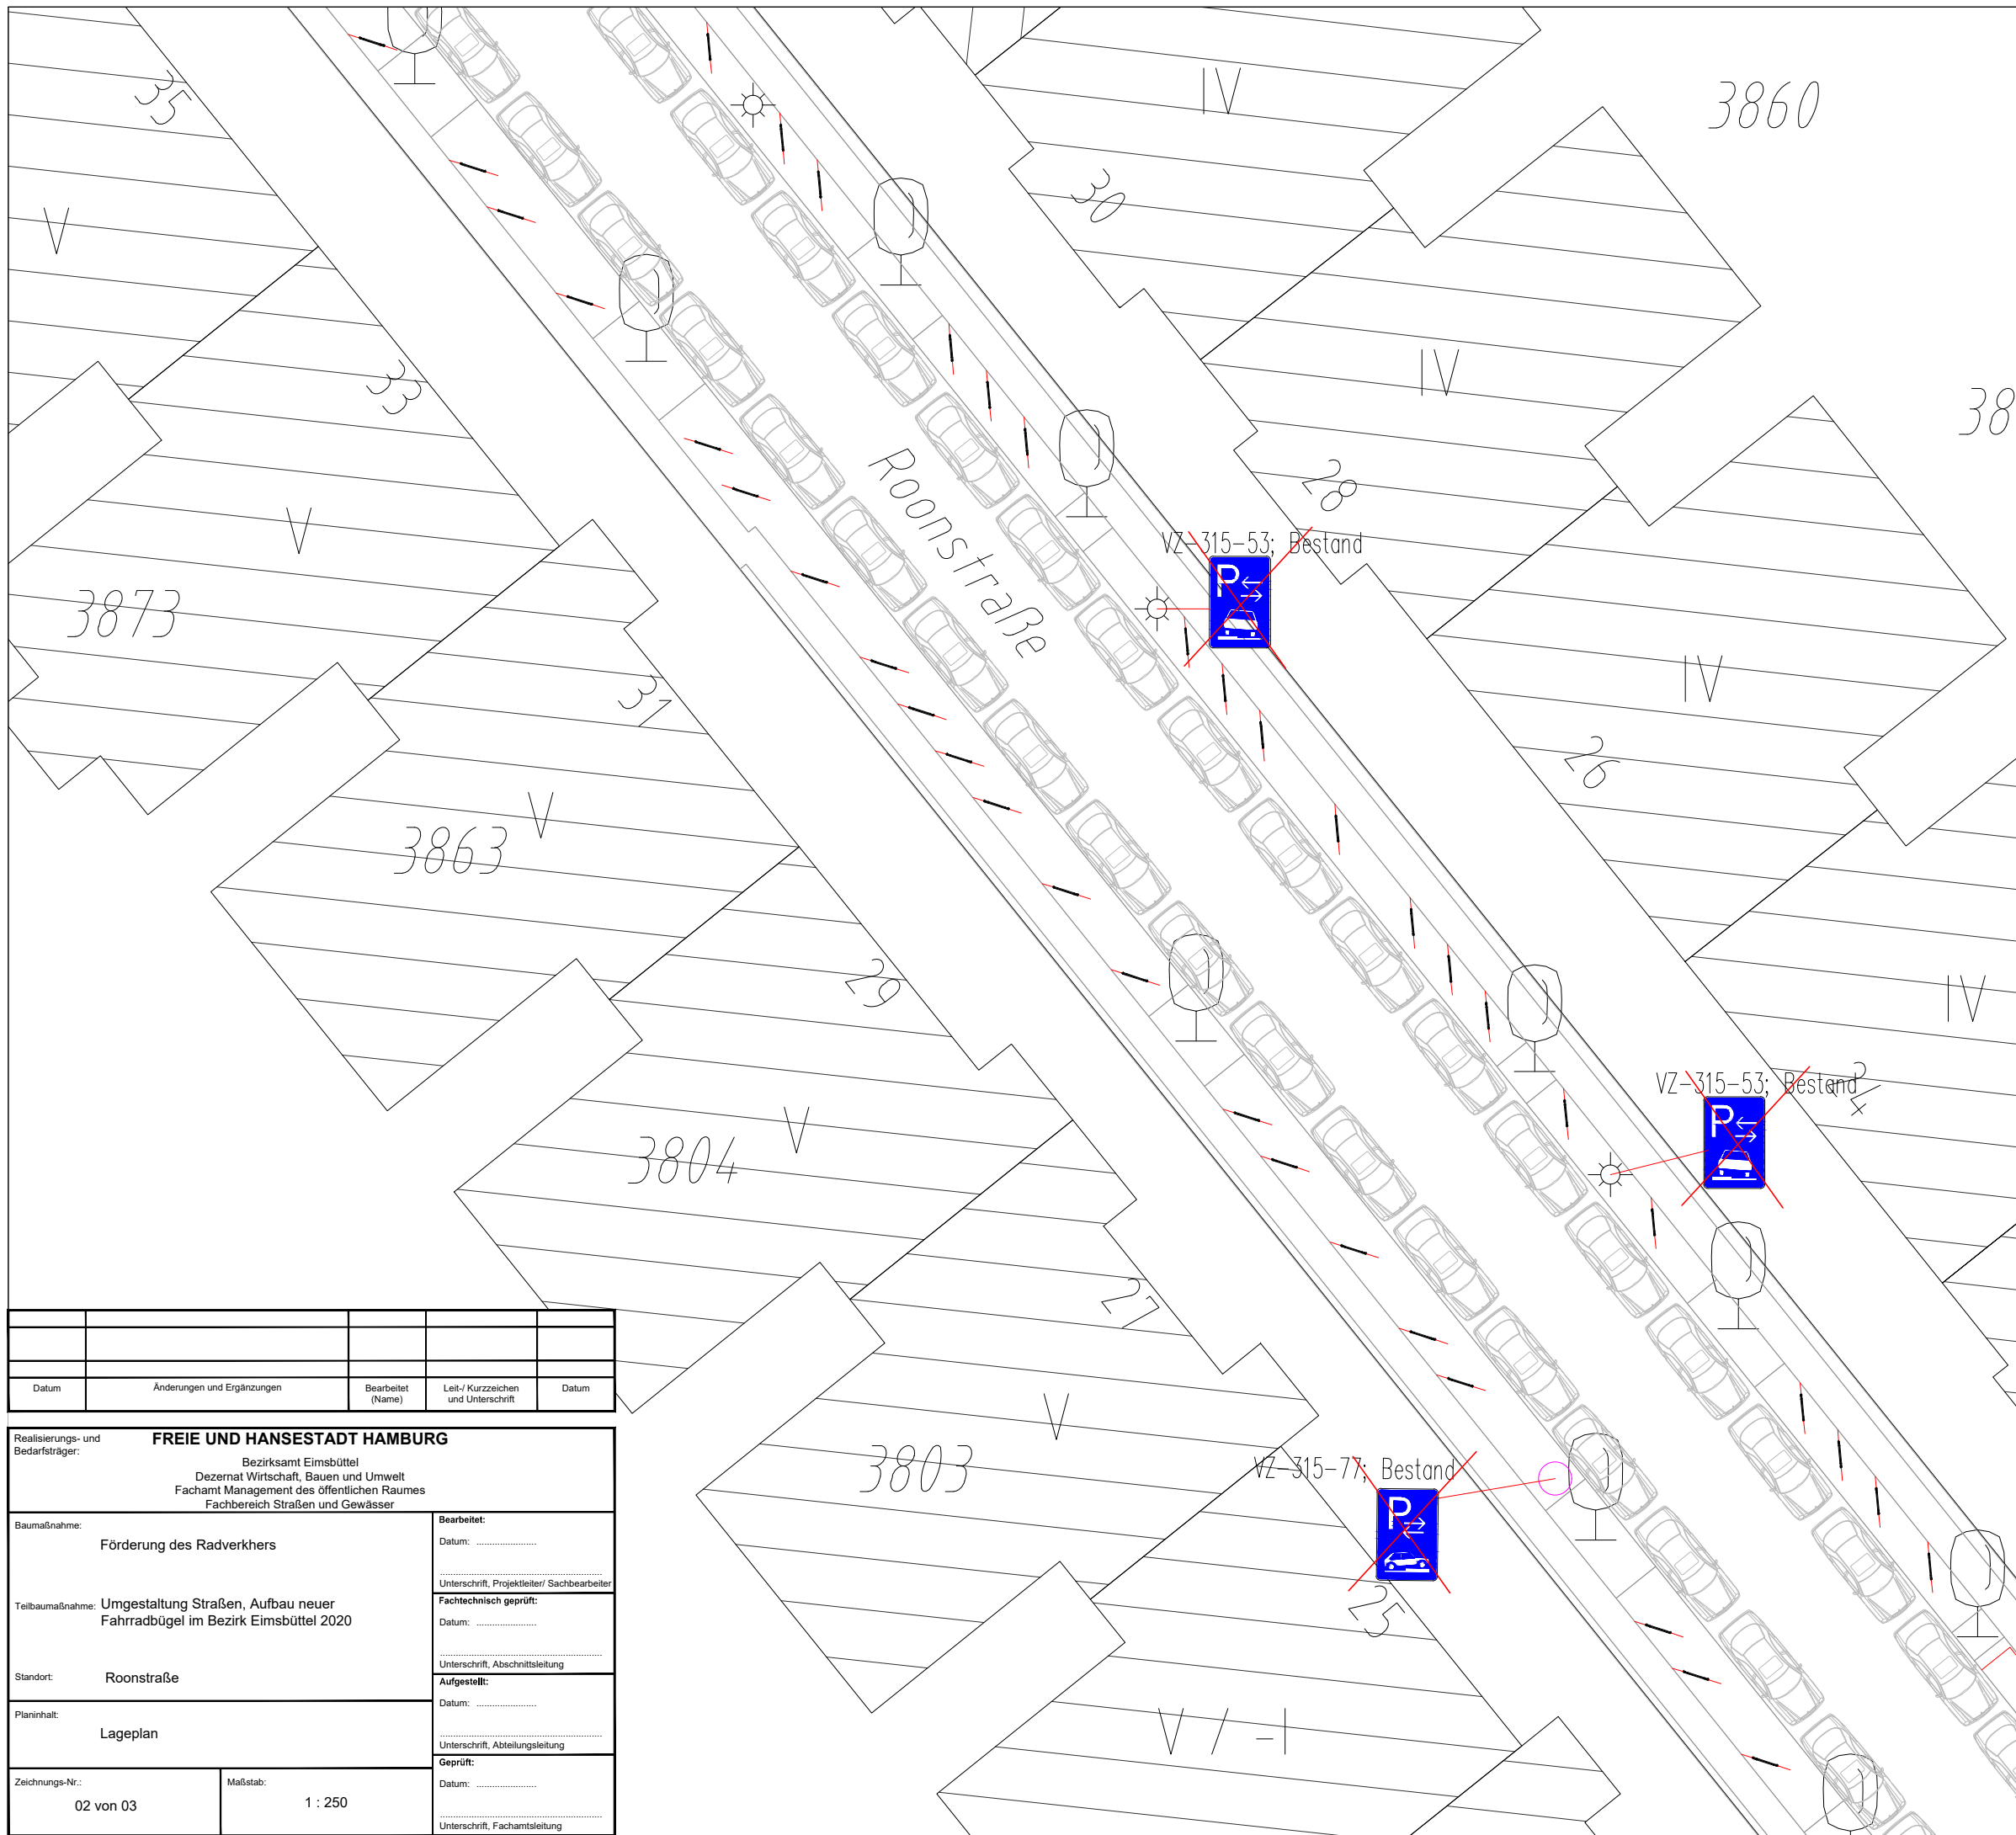 35
IV
3860
30
V
33
IV
38
Roonstraße
28
V
VZ-315-53; Bestand
P
3873
31
IV
26
V
3863
29
IV
VZ-315-53; Bestand
24
P
V
3804
27
V
3803
VZ-315-77; Bestand
P
25
V / -I
Datum
Änderungen und Ergänzungen
Bearbeitet
(Name)
Leit-/ Kurzzeichen
und Unterschrift
Datum
Realisierungs- und
Bedarfsträger:
FREIE UND HANSESTADT HAMBURG
Bezirksamt Eimsbüttel
Dezernat Wirtschaft, Bauen und Umwelt
Fachamt Management des öffentlichen Raumes
Fachbereich Straßen und Gewässer
Baumaßnahme:
Förderung des Radverkhers
Teilbaumaßnahme: Umgestaltung Straßen, Aufbau neuer
Fahrradbügel im Bezirk Eimsbüttel 2020
Standort: Roonstraße
Planinhalt:
Lageplan
Zeichnungs-Nr.:
02 von 03
Maßstab:
1 : 250
Bearbeitet:
Datum: ......................
Unterschrift, Projektleiter/ Sachbearbeiter
Fachtechnisch geprüft:
Datum: ......................
Unterschrift, Abschnittsleitung
Aufgestellt:
Datum: ......................
Unterschrift, Abteilungsleitung
Geprüft:
Datum: ......................
Unterschrift, Fachamtsleitung